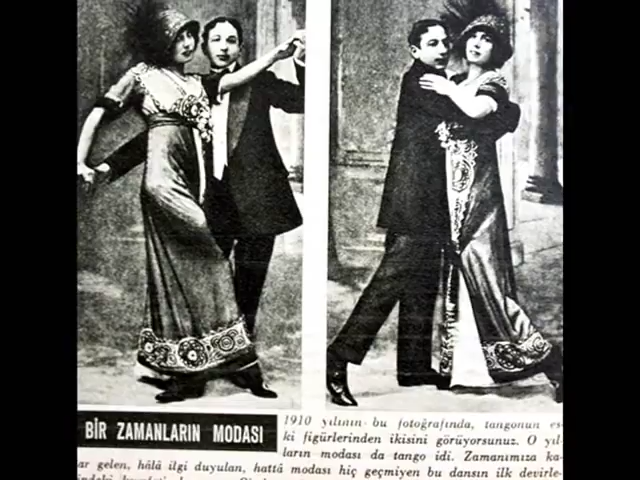 BİR ZAMANLARIN MODASI
1910 yılının bu fotoğrafında, tangonun es-
ki figürlerinden ikisini görüyorsunuz. O yıl-
ların modası da tango idi. Zamanımıza ka-
ar gelen, hâlâ ilgi duyulan, hattâ modası hiç geçmiyen bu dansın ilk devirle-